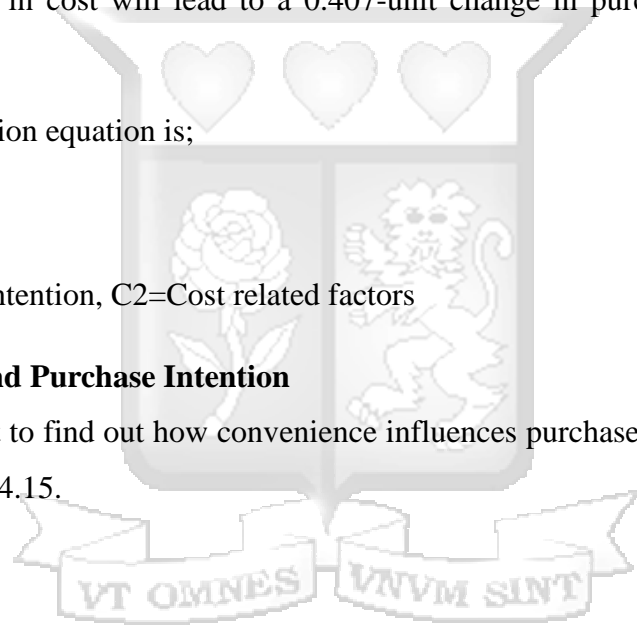 in cost will lead to a 0.407-unit change in
ion equation is;
ntention, C2=Cost related factors
nd Purchase Intention
to find out how convenience influences purchase
4.15.
VT OMNES VNVM SINT